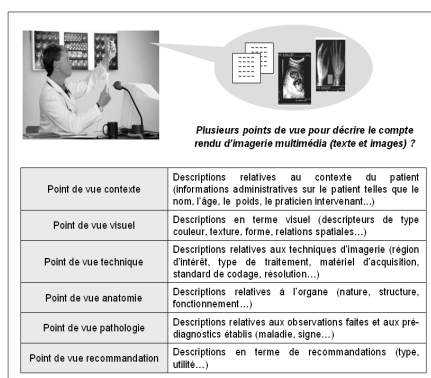 Plusieurs points de vue pour décrire le compte
rendu d'imagerie multimédia (texte et images) ?
Point de vue contexte
Descriptions relatives au contexte du patient
(informations administratives sur le patient telles que le
nom, l'âge, le poids, le praticien intervenant...)
Point de vue visuel
Descriptions en terme visuel (descripteurs de type
couleur, texture, forme, relations spatiales...)
Point de vue technique
Descriptions relatives aux techniques d'imagerie (région
d'intérêt, type de traitement, matériel d'acquisition,
standard de codage, résolution...)
Point de vue anatomie
Descriptions relatives à l'organe (nature, structure,
fonctionnement...)
Point de vue pathologie
Descriptions relatives aux observations faites et aux pré-
diagnostics établis (maladie, signe...)
Point de vue recommandation
Descriptions en terme de recommandations (type,
utilité...)